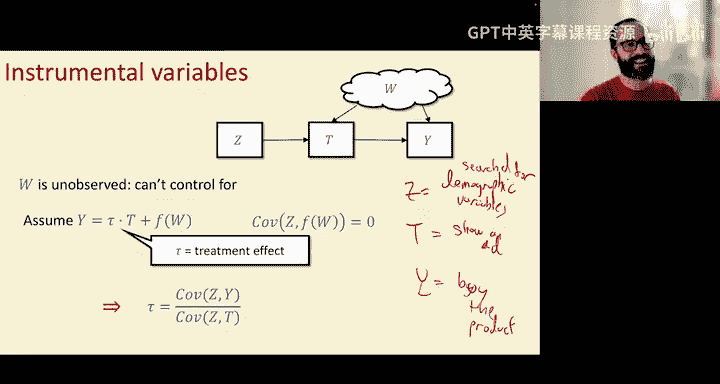 GPT中英字幕课程资源
Instrumental variables
W
Z
T
Y
W is unobserved: can't control for
Assume Y = τ · T + f(W)
Cov(Z, f(W)) = 0
τ = treatment effect
⇒ τ = Cov(Z, Y) / Cov(Z, T)
searched for
Z = demographic
variables
T = show an
ad
Y = buy
the
product